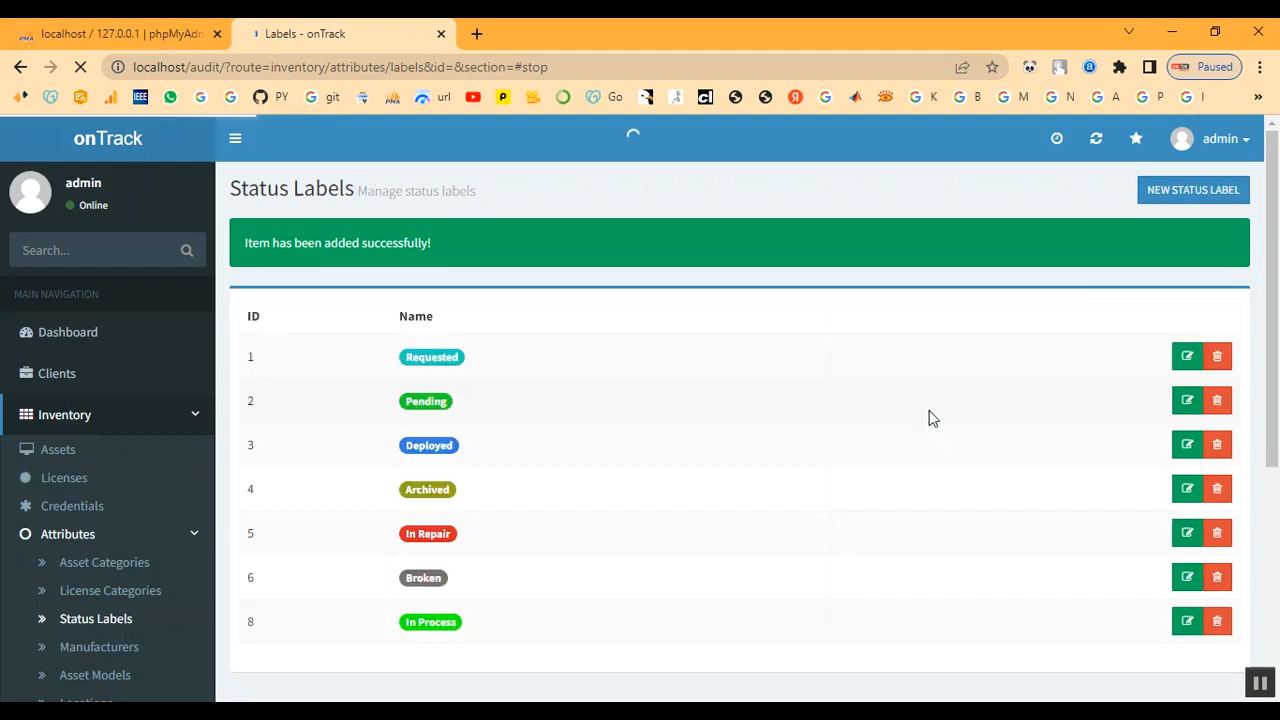 localhost / 127.0.0.1 | phpMyAdn
Labels - onTrack
localhost/audit/?route=inventory/attributes/labels&id=&section=#stop
Paused
IEEE
PY
git
url
Go
K
B
M
N
A
P
I
onTrack
admin
admin
Online
Search...
MAIN NAVIGATION
Dashboard
Clients
Inventory
Assets
Licenses
Credentials
Attributes
Asset Categories
License Categories
Status Labels
Manufacturers
Asset Models
Status Labels Manage status labels
NEW STATUS LABEL
Item has been added successfully!
ID Name
1 Requested
2 Pending
3 Deployed
4 Archived
5 In Repair
6 Broken
8 In Process